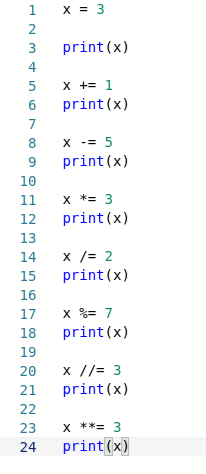 1 x = 3
2
3 print(x)
4
5 x += 1
6 print(x)
7
8 x -= 5
9 print(x)
10
11 x *= 3
12 print(x)
13
14 x /= 2
15 print(x)
16
17 x %= 7
18 print(x)
19
20 x //= 3
21 print(x)
22
23 x **= 3
24 print(x)